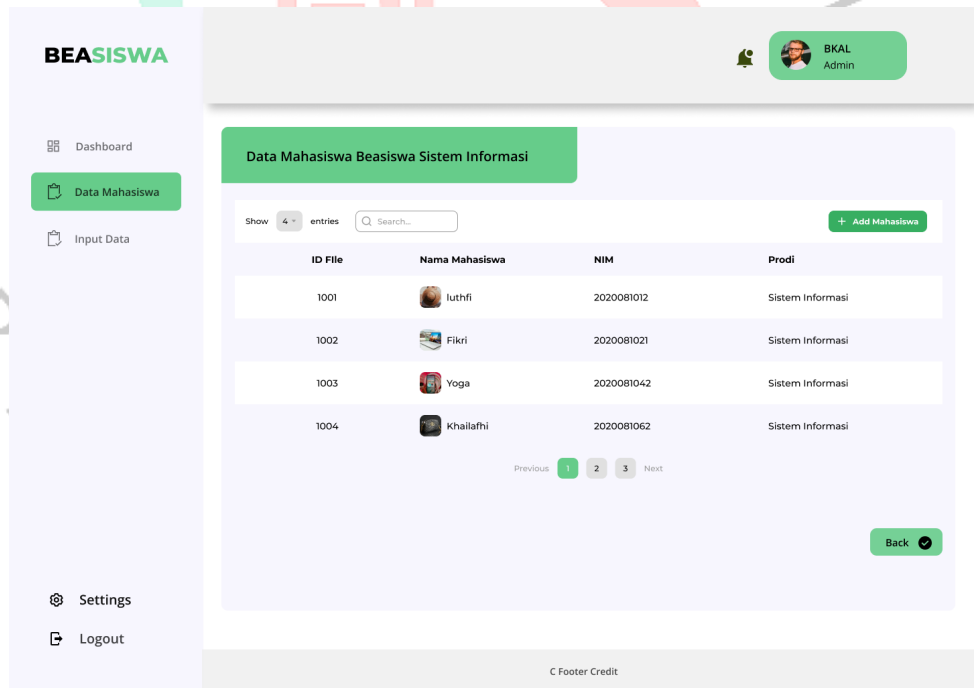 BEASISWA
BKAL
Admin
Dashboard
Data Mahasiswa
Input Data
Settings
Logout
Data Mahasiswa Beasiswa Sistem Informasi
Show 4 entries Search... + Add Mahasiswa
ID FIle Nama Mahasiswa NIM Prodi
1001 luthfi 2020081012 Sistem Informasi
1002 Fikri 2020081021 Sistem Informasi
1003 Yoga 2020081042 Sistem Informasi
1004 Khailafhi 2020081062 Sistem Informasi
Previous 1 2 3 Next
Back
C Footer Credit